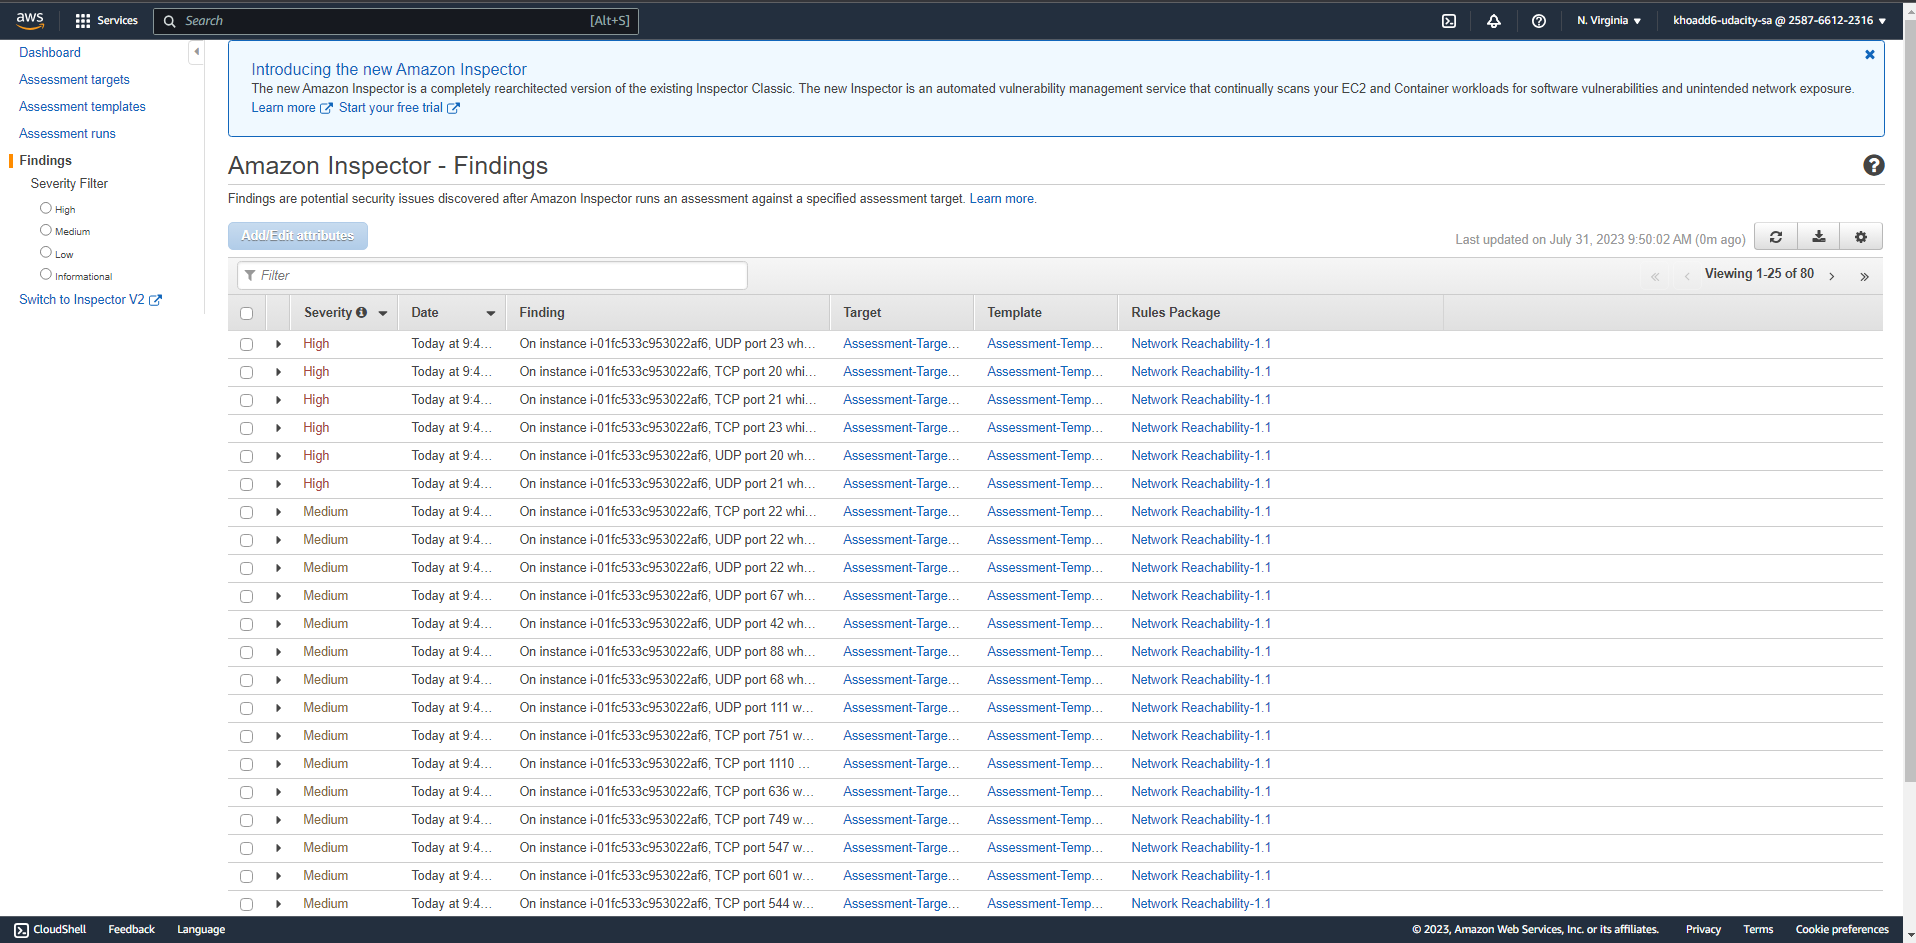 aws Services Search [Alt+S] N. Virginia khoadd6-udacity-sa @ 2587-6612-2316
Dashboard
Assessment targets
Assessment templates
Assessment runs
Findings
Severity Filter
High
Medium
Low
Informational
Switch to Inspector V2
Introducing the new Amazon Inspector
The new Amazon Inspector is a completely rearchitected version of the existing Inspector Classic. The new Inspector is an automated vulnerability management service that continually scans your EC2 and Container workloads for software vulnerabilities and unintended network exposure.
Learn more Start your free trial
Amazon Inspector - Findings
Findings are potential security issues discovered after Amazon Inspector runs an assessment against a specified assessment target. Learn more.
Add/Edit attributes
Last updated on July 31, 2023 9:50:02 AM (0m ago)
Filter
« ‹ Viewing 1-25 of 80 › »
Severity Date Finding Target Template Rules Package
High Today at 9:4... On instance i-01fc533c953022af6, UDP port 23 wh... Assessment-Targe... Assessment-Temp... Network Reachability-1.1
High Today at 9:4... On instance i-01fc533c953022af6, TCP port 20 whi... Assessment-Targe... Assessment-Temp... Network Reachability-1.1
High Today at 9:4... On instance i-01fc533c953022af6, TCP port 21 whi... Assessment-Targe... Assessment-Temp... Network Reachability-1.1
High Today at 9:4... On instance i-01fc533c953022af6, TCP port 23 whi... Assessment-Targe... Assessment-Temp... Network Reachability-1.1
High Today at 9:4... On instance i-01fc533c953022af6, UDP port 20 wh... Assessment-Targe... Assessment-Temp... Network Reachability-1.1
High Today at 9:4... On instance i-01fc533c953022af6, UDP port 21 wh... Assessment-Targe... Assessment-Temp... Network Reachability-1.1
Medium Today at 9:4... On instance i-01fc533c953022af6, TCP port 22 whi... Assessment-Targe... Assessment-Temp... Network Reachability-1.1
Medium Today at 9:4... On instance i-01fc533c953022af6, UDP port 22 wh... Assessment-Targe... Assessment-Temp... Network Reachability-1.1
Medium Today at 9:4... On instance i-01fc533c953022af6, UDP port 22 wh... Assessment-Targe... Assessment-Temp... Network Reachability-1.1
Medium Today at 9:4... On instance i-01fc533c953022af6, UDP port 67 wh... Assessment-Targe... Assessment-Temp... Network Reachability-1.1
Medium Today at 9:4... On instance i-01fc533c953022af6, UDP port 42 wh... Assessment-Targe... Assessment-Temp... Network Reachability-1.1
Medium Today at 9:4... On instance i-01fc533c953022af6, UDP port 88 wh... Assessment-Targe... Assessment-Temp... Network Reachability-1.1
Medium Today at 9:4... On instance i-01fc533c953022af6, UDP port 68 wh... Assessment-Targe... Assessment-Temp... Network Reachability-1.1
Medium Today at 9:4... On instance i-01fc533c953022af6, UDP port 111 w... Assessment-Targe... Assessment-Temp... Network Reachability-1.1
Medium Today at 9:4... On instance i-01fc533c953022af6, TCP port 751 w... Assessment-Targe... Assessment-Temp... Network Reachability-1.1
Medium Today at 9:4... On instance i-01fc533c953022af6, TCP port 1110 ... Assessment-Targe... Assessment-Temp... Network Reachability-1.1
Medium Today at 9:4... On instance i-01fc533c953022af6, TCP port 636 w... Assessment-Targe... Assessment-Temp... Network Reachability-1.1
Medium Today at 9:4... On instance i-01fc533c953022af6, TCP port 749 w... Assessment-Targe... Assessment-Temp... Network Reachability-1.1
Medium Today at 9:4... On instance i-01fc533c953022af6, TCP port 547 w... Assessment-Targe... Assessment-Temp... Network Reachability-1.1
Medium Today at 9:4... On instance i-01fc533c953022af6, TCP port 601 w... Assessment-Targe... Assessment-Temp... Network Reachability-1.1
Medium Today at 9:4... On instance i-01fc533c953022af6, TCP port 544 w... Assessment-Targe... Assessment-Temp... Network Reachability-1.1
CloudShell Feedback Language © 2023, Amazon Web Services, Inc. or its affiliates. Privacy Terms Cookie preferences